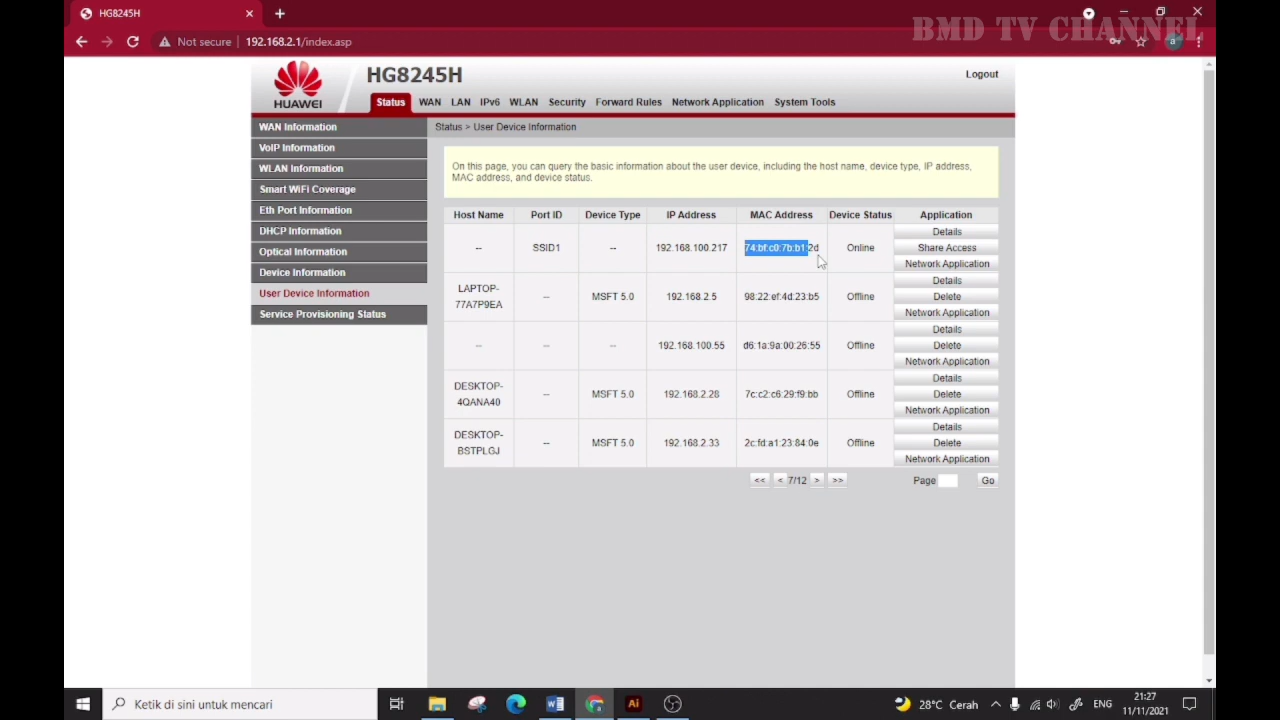 HG8245H
BMD TV CHANNEL
Not secure | 192.168.2.1/index.asp
HUAWEI
HG8245H
Logout
Status WAN LAN IPv6 WLAN Security Forward Rules Network Application System Tools
WAN Information
VoIP Information
WLAN Information
Smart WiFi Coverage
Eth Port Information
DHCP Information
Optical Information
Device Information
User Device Information
Service Provisioning Status
Status > User Device Information
On this page, you can query the basic information about the user device, including the host name, device type, IP address,
MAC address, and device status.
Host Name Port ID Device Type IP Address MAC Address Device Status Application
-- SSID1 -- 192.168.100.217 74:bf:c0:7b:b1:2d Online
Details
Share Access
Network Application
LAPTOP-
77A7P9EA
-- MSFT 5.0 192.168.2.5 98:22:ef:4d:23:b5 Offline
Details
Delete
Network Application
-- -- -- 192.168.100.55 d6:1a:9a:00:26:55 Offline
Details
Delete
Network Application
DESKTOP-
4QANA40
-- MSFT 5.0 192.168.2.28 7c:c2:c6:29:f9:bb Offline
Details
Delete
Network Application
DESKTOP-
BSTPLGJ
-- MSFT 5.0 192.168.2.33 2c:fd:a1:23:84:0e Offline
Details
Delete
Network Application
<< < 7/12 > >> Page Go
Ketik di sini untuk mencari
Ai
28°C Cerah
ENG
21:27
11/11/2021